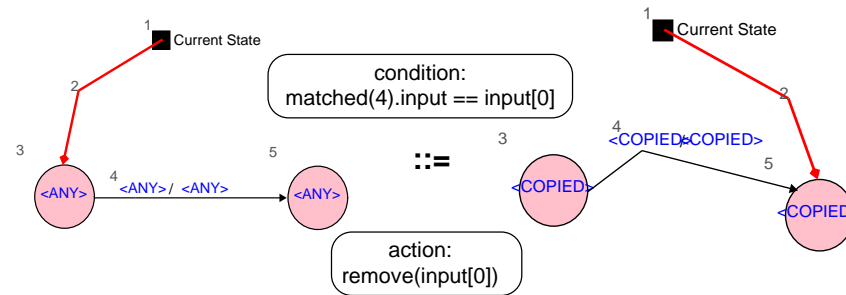 1
Current State
2
3
<ANY>
4
<ANY> / <ANY>
5
<ANY>
condition:
matched(4).input == input[0]
::=
action:
remove(input[0])
1
Current State
2
3
<COPIED>
4
<COPIED>/<COPIED>
5
<COPIED